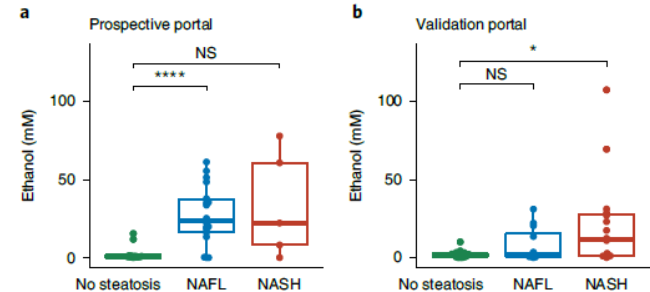 a
Prospective portal
NS
****
100
50
0
Ethanol (mM)
No steatosis NAFL NASH
b
Validation portal
*
NS
100
50
0
Ethanol (mM)
No steatosis NAFL NASH